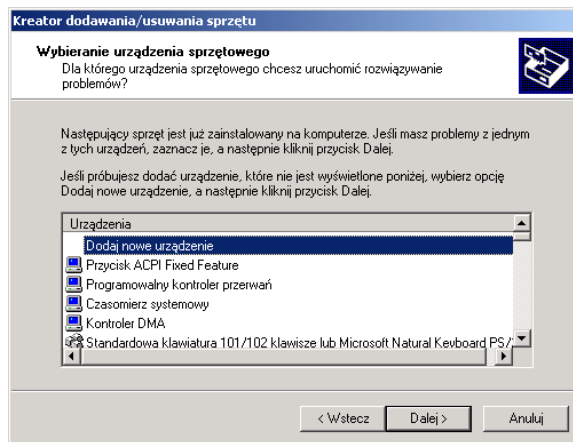 Kreator dodawania/usuwania sprzętu
Wybieranie urządzenia sprzętowego
Dla którego urządzenia sprzętowego chcesz uruchomić rozwiązywanie
problemów?
Następujący sprzęt jest już zainstalowany na komputerze. Jeśli masz problemy z jednym
z tych urządzeń, zaznacz je, a następnie kliknij przycisk Dalej.
Jeśli próbujesz dodać urządzenie, które nie jest wyświetlone poniżej, wybierz opcję
Dodaj nowe urządzenie, a następnie kliknij przycisk Dalej.
Urządzenia
Dodaj nowe urządzenie
Przycisk ACPI Fixed Feature
Programowalny kontroler przerwań
Czasomierz systemowy
Kontroler DMA
Standardowa klawiatura 101/102 klawisze lub Microsoft Natural Keyboard PS/
< Wstecz
Dalej >
Anuluj